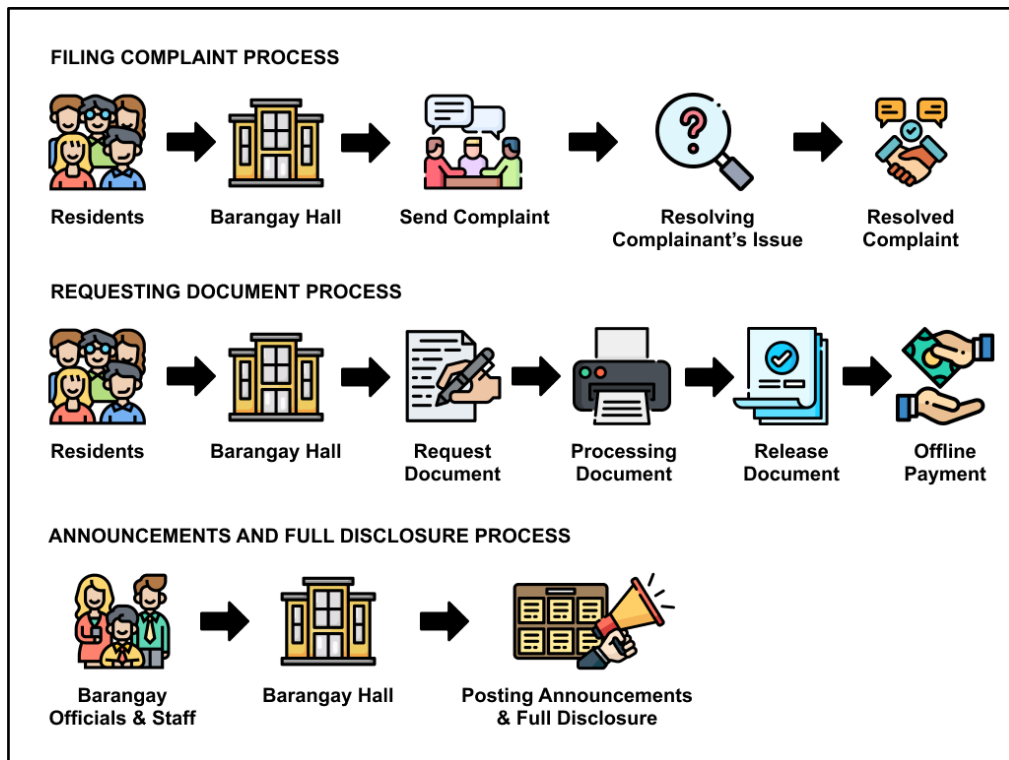 FILING COMPLAINT PROCESS
Residents
Barangay Hall
Send Complaint
Resolving
Complainant's Issue
Resolved
Complaint
REQUESTING DOCUMENT PROCESS
Residents
Barangay Hall
Request
Document
Processing
Document
Release
Document
Offline
Payment
ANNOUNCEMENTS AND FULL DISCLOSURE PROCESS
Barangay
Officials & Staff
Barangay Hall
Posting Announcements
& Full Disclosure